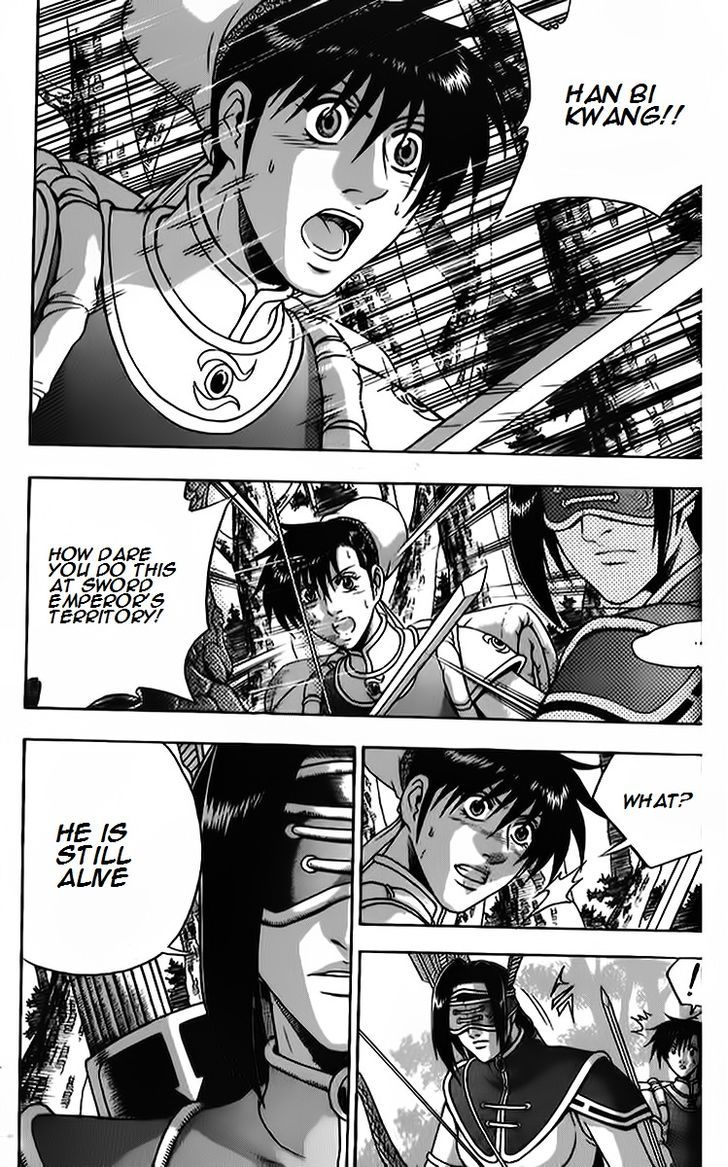 HAN BI
KWANG!!
HOW DARE
YOU DO THIS
AT SWORD
EMPEROR'S
TERRITORY!
HE IS
STILL
ALIVE
WHAT?
!